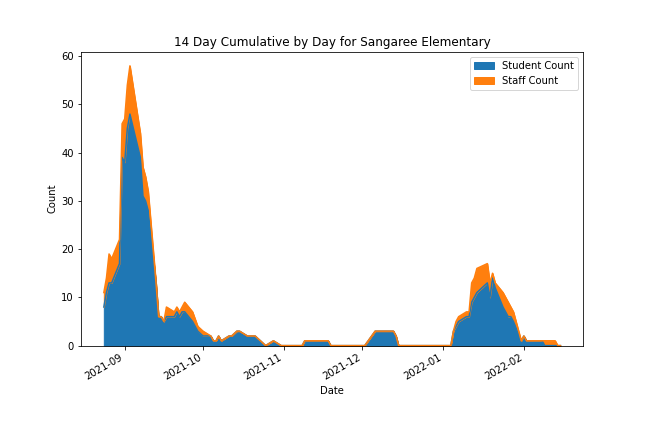 14 Day Cumulative by Day for Sangaree Elementary
Student Count
Staff Count
60
50
40
30
20
10
0
Count
2021-09
2021-10
2021-11
2021-12
2022-01
2022-02
Date